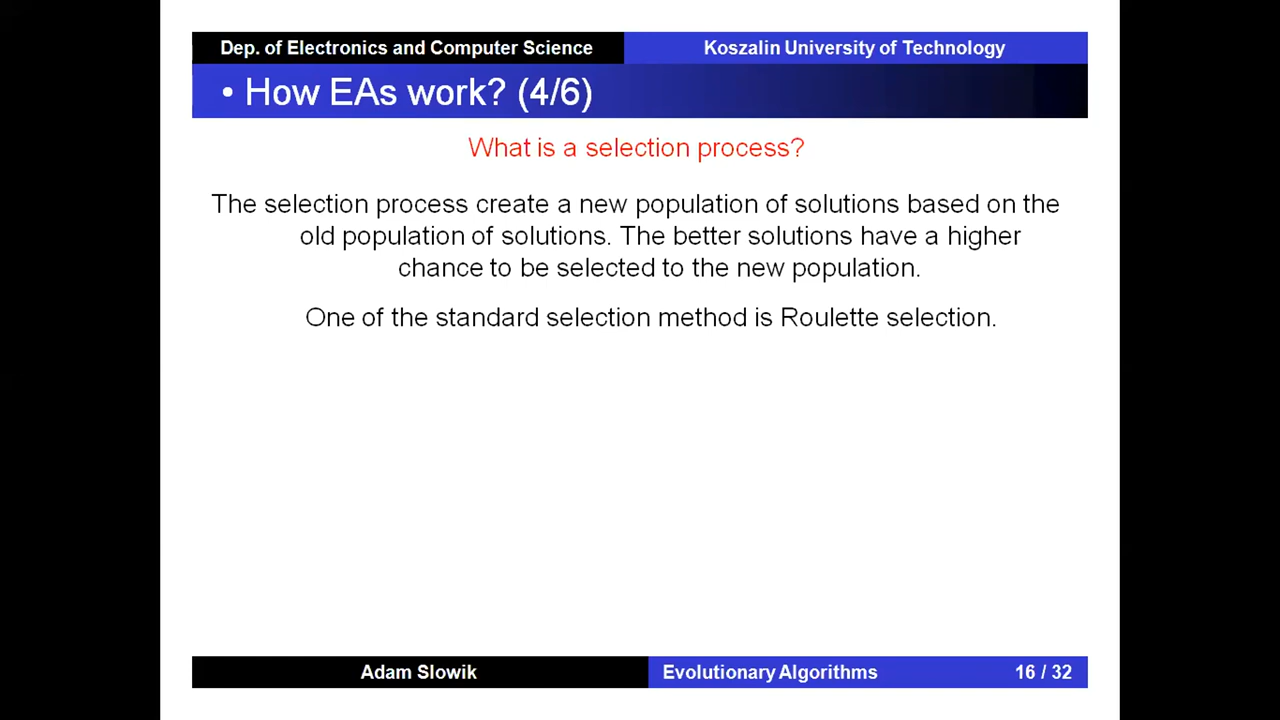 Dep. of Electronics and Computer Science
Koszalin University of Technology
• How EAs work? (4/6)
What is a selection process?
The selection process create a new population of solutions based on the
old population of solutions. The better solutions have a higher
chance to be selected to the new population.
One of the standard selection method is Roulette selection.
Adam Slowik
Evolutionary Algorithms
16 / 32